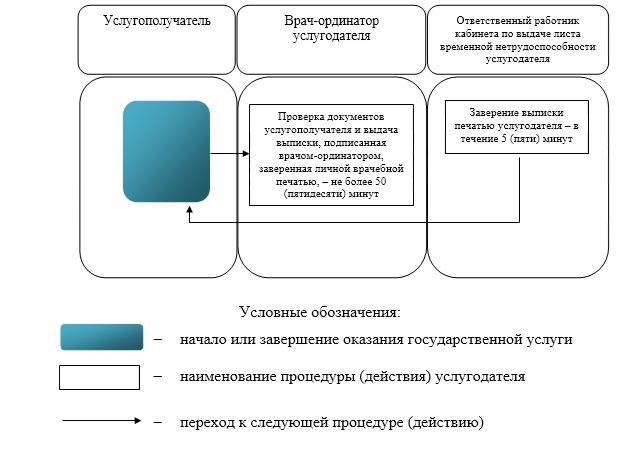 Услугополучатель
Врач-ординатор
услугодателя
Ответственный работник
кабинета по выдаче листа
временной нетрудоспособности
услугодателя
Проверка документов
услугополучателя и выдача
выписки, подписанная
врачом-ординатором,
заверенная личной врачебной
печатью, – не более 50
(пятидесяти) минут
Заверение выписки
печатью услугодателя – в
течение 5 (пяти) минут
Условные обозначения:
– начало или завершение оказания государственной услуги
– наименование процедуры (действия) услугодателя
– переход к следующей процедуре (действию)